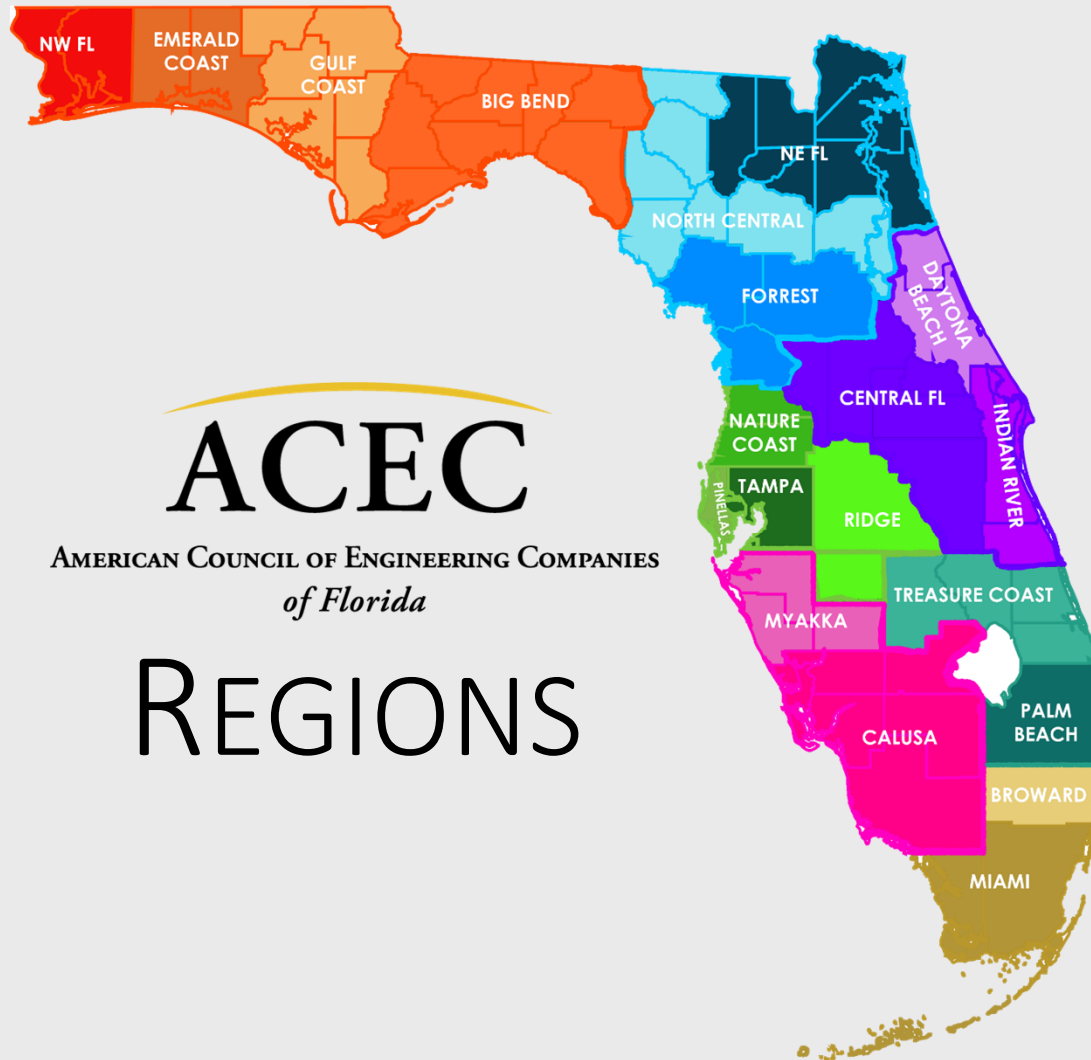 NW FL
EMERALD
COAST
GULF
COAST
BIG BEND
NE FL
NORTH CENTRAL
FORREST
DAYTONA
BEACH
CENTRAL FL
INDIAN RIVER
NATURE
COAST
PINELLAS
TAMPA
RIDGE
TREASURE COAST
MYAKKA
CALUSA
PALM
BEACH
BROWARD
MIAMI
ACEC
AMERICAN COUNCIL OF ENGINEERING COMPANIES
of Florida
REGIONS